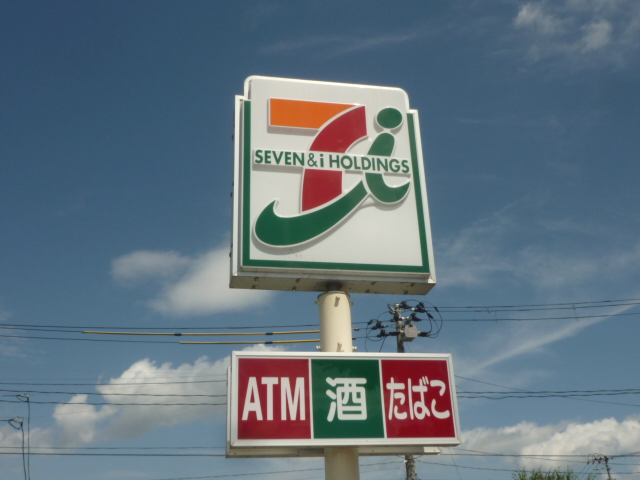 SEVEN & i HOLDINGS
ATM 酒 たばこ